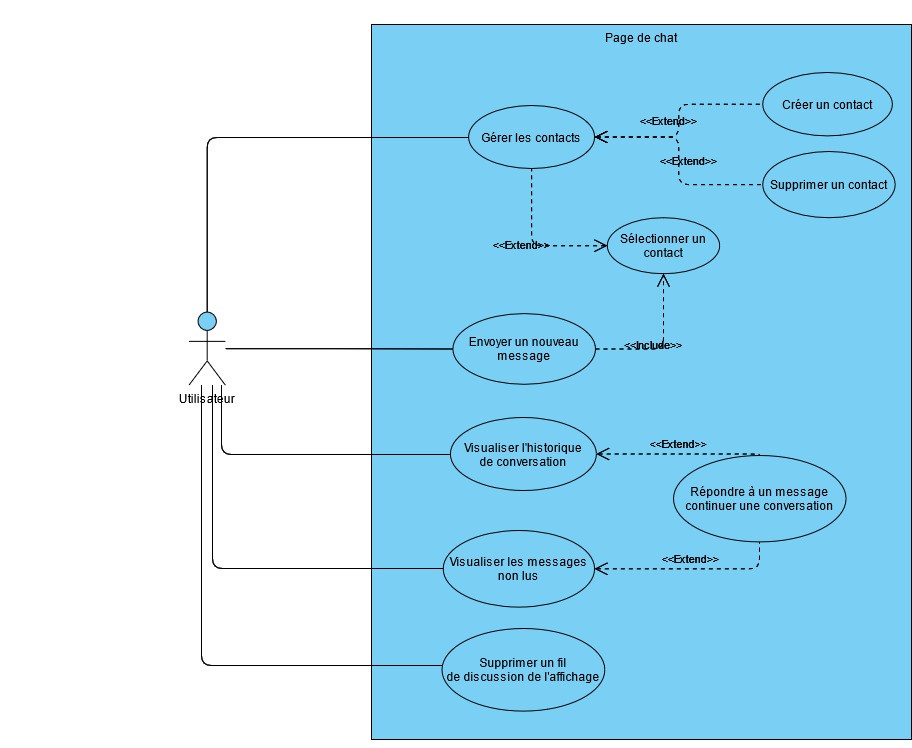 Page de chat
Créer un contact
<<Extend>>
Gérer les contacts
<<Extend>>
Supprimer un contact
Sélectionner un
contact
<<Extend>>
Utilisateur
Envoyer un nouveau
message
<<Include>>
Visualiser l'historique
de conversation
<<Extend>>
Répondre à un message
continuer une conversation
Visualiser les messages
non lus
<<Extend>>
Supprimer un fil
de discussion de l'affichage